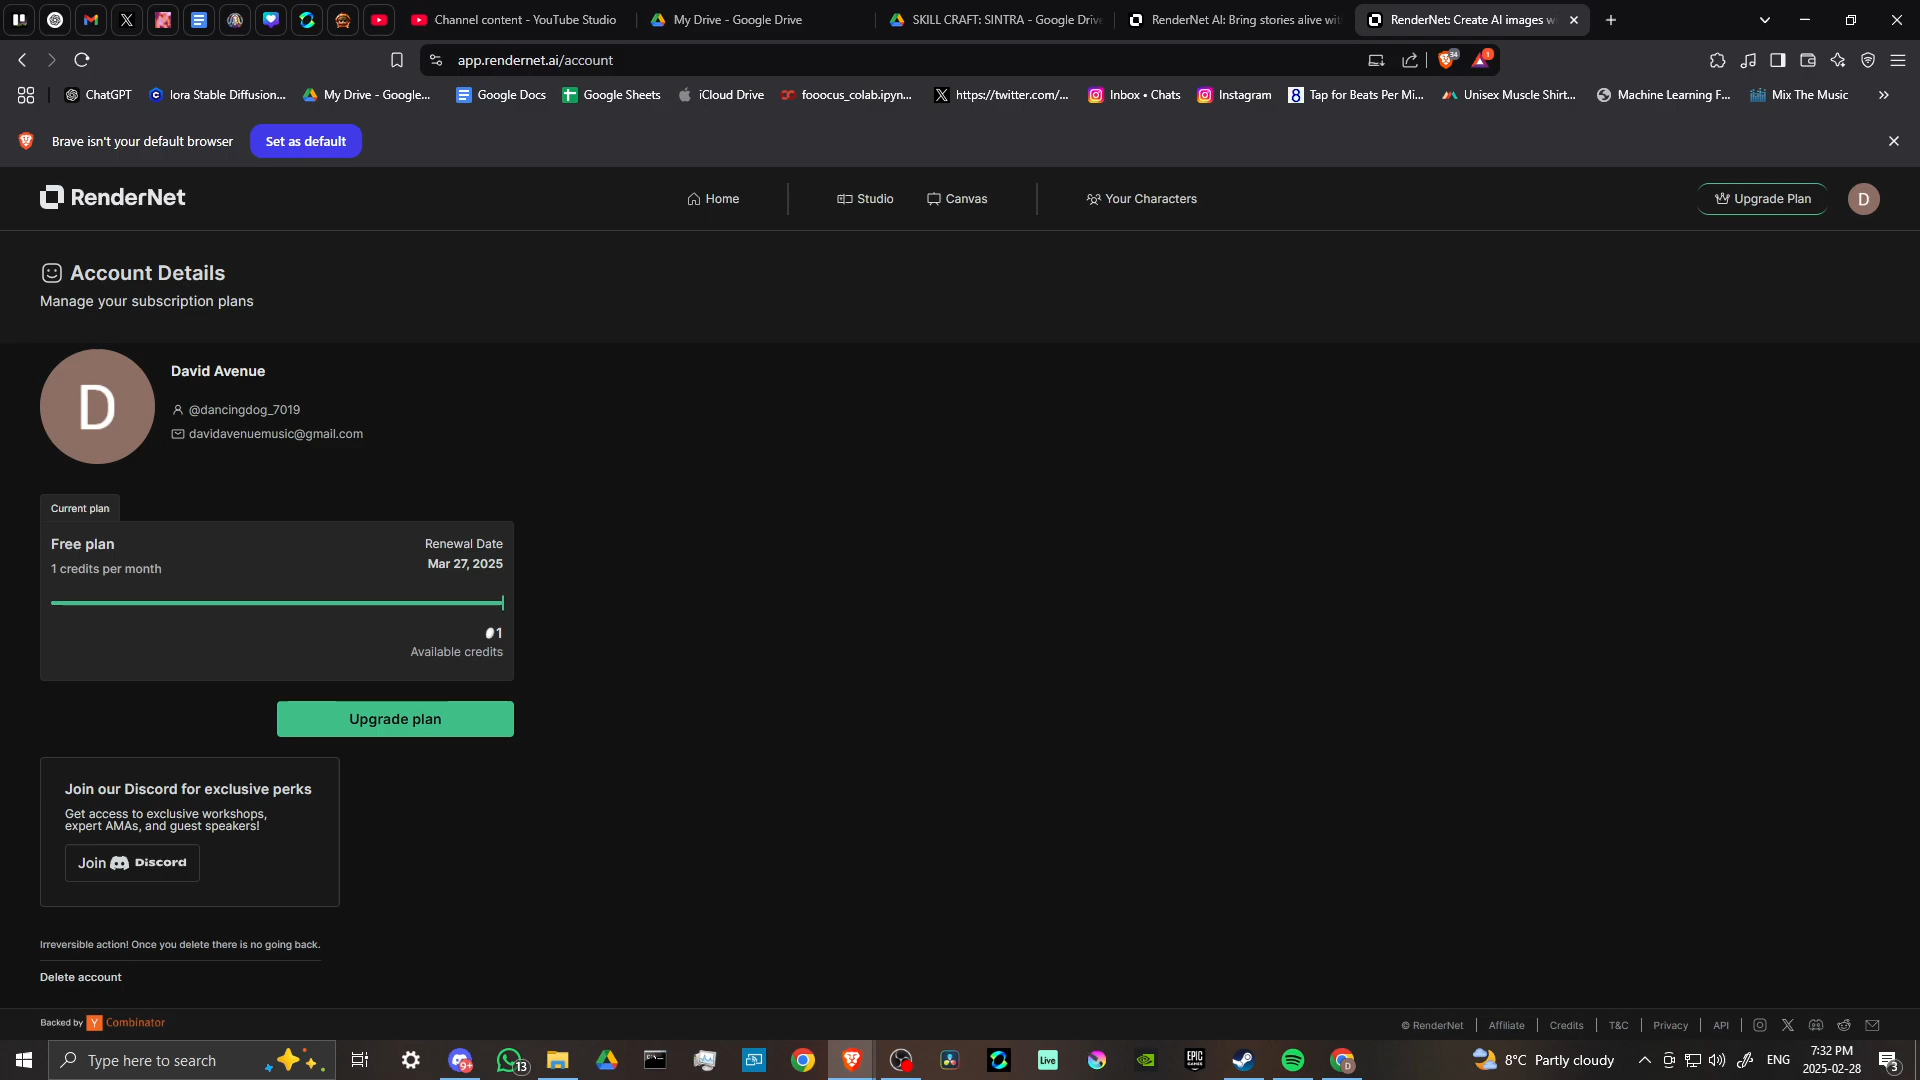 Channel content - YouTube Studio
My Drive - Google Drive
SKILL CRAFT: SINTRA - Google Drive
RenderNet AI: Bring stories alive wit
RenderNet: Create AI images w
app.rendernet.ai/account
34
1
ChatGPT
lora Stable Diffusion...
My Drive - Google...
Google Docs
Google Sheets
iCloud Drive
fooocus_colab.ipyn...
https://twitter.com/...
Inbox • Chats
Instagram
Tap for Beats Per Mi...
Unisex Muscle Shirt...
Machine Learning F...
Mix The Music
Brave isn't your default browser
Set as default
RenderNet
Home
Studio
Canvas
Your Characters
Upgrade Plan
D
Account Details
Manage your subscription plans
D
David Avenue
@dancingdog_7019
davidavenuemusic@gmail.com
Current plan
Free plan
Renewal Date
1 credits per month
Mar 27, 2025
1
Available credits
Upgrade plan
Join our Discord for exclusive perks
Get access to exclusive workshops,
expert AMAs, and guest speakers!
Join Discord
Irreversible action! Once you delete there is no going back.
Delete account
Backed by Y Combinator
© RenderNet
Affiliate
Credits
T&C
Privacy
API
Type here to search
9+
13
Live
EPIC GAMES
D
8°C Partly cloudy
ENG
7:32 PM
2025-02-28
3